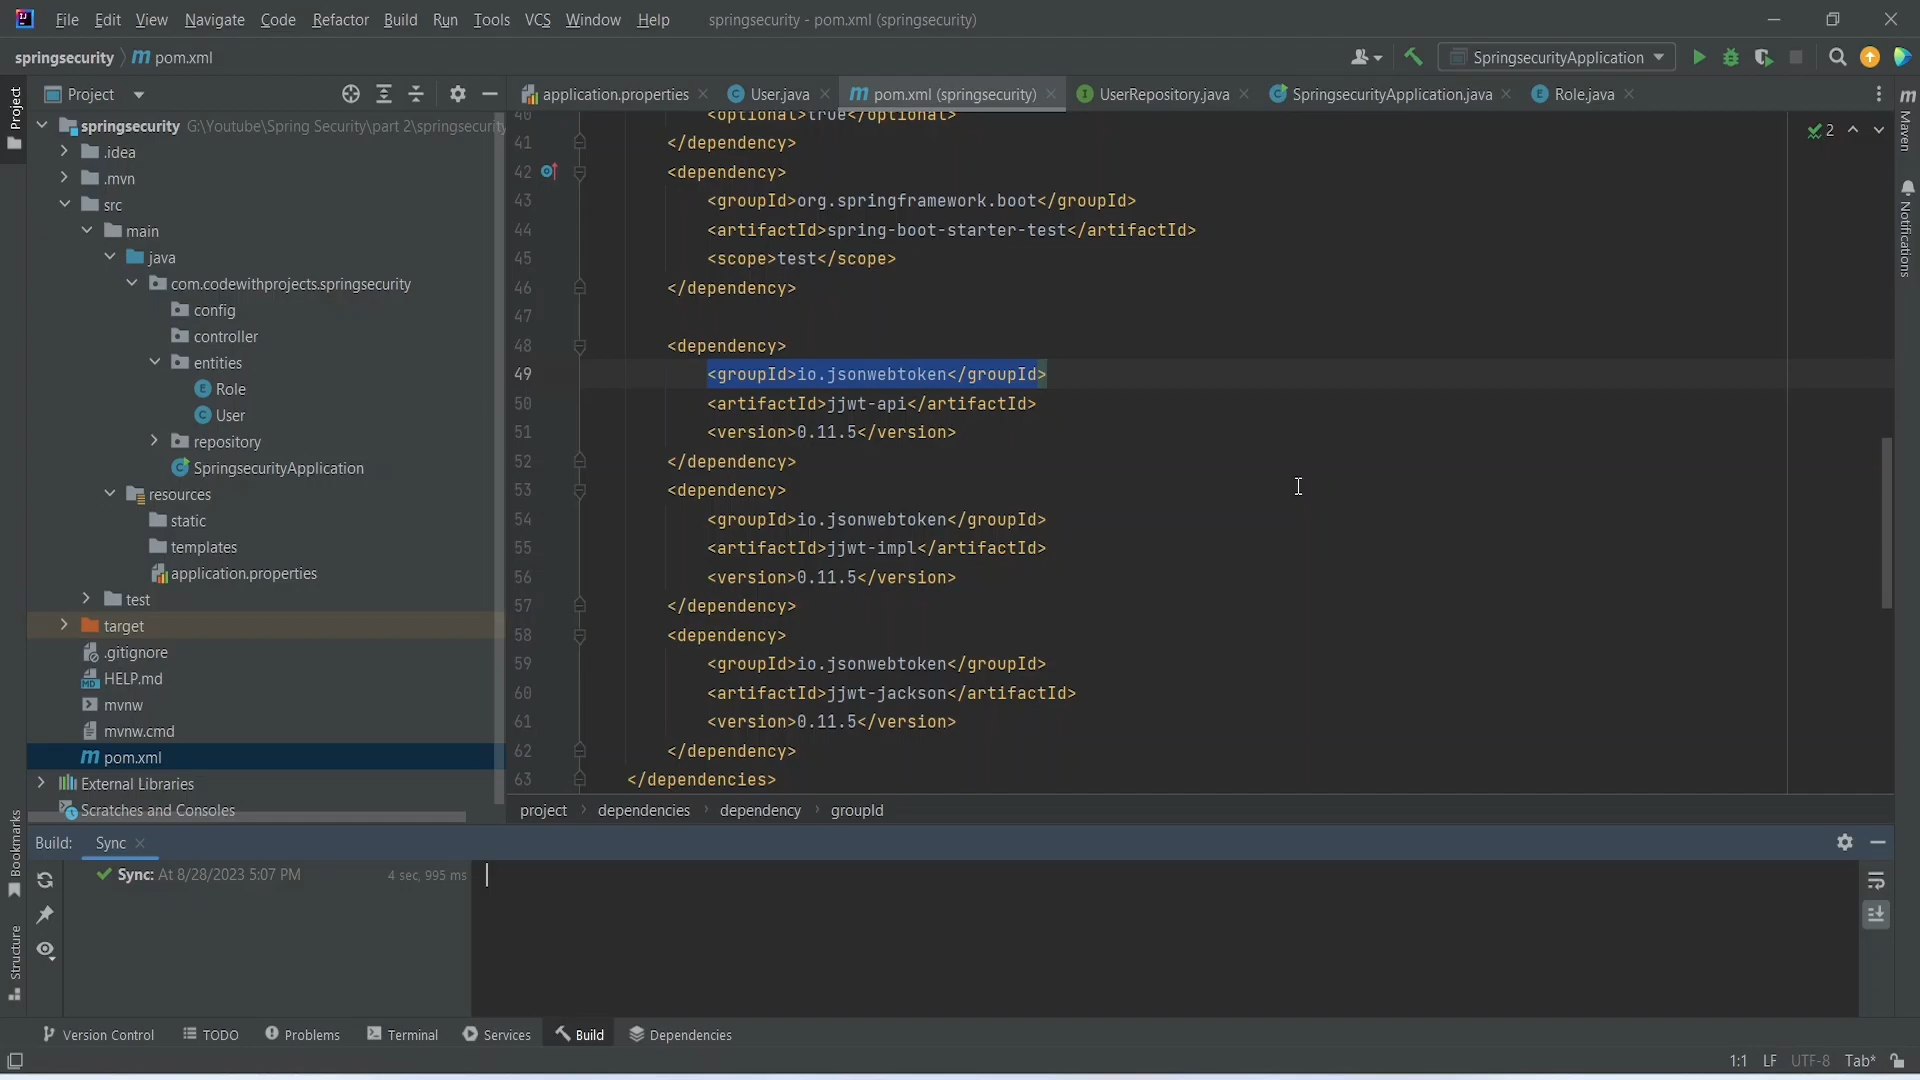 File Edit View Navigate Code Refactor Build Run Tools VCS Window Help springsecurity - pom.xml (springsecurity)
springsecurity pom.xml SpringsecurityApplication
Project application.properties User.java pom.xml (springsecurity) UserRepository.java SpringsecurityApplication.java Role.java
Project
Maven
Notifications
springsecurity G:\Youtube\Spring Security\part 2\springsecurity
.idea
.mvn
src
main
java
com.codewithprojects.springsecurity
config
controller
entities
Role
User
repository
SpringsecurityApplication
resources
static
templates
application.properties
test
target
.gitignore
HELP.md
mvnw
mvnw.cmd
pom.xml
External Libraries
Scratches and Consoles
2
40 <optional>true</optional>
41 </dependency>
42 <dependency>
43 <groupId>org.springframework.boot</groupId>
44 <artifactId>spring-boot-starter-test</artifactId>
45 <scope>test</scope>
46 </dependency>
47
48 <dependency>
49 <groupId>io.jsonwebtoken</groupId>
50 <artifactId>jjwt-api</artifactId>
51 <version>0.11.5</version>
52 </dependency>
53 <dependency>
54 <groupId>io.jsonwebtoken</groupId>
55 <artifactId>jjwt-impl</artifactId>
56 <version>0.11.5</version>
57 </dependency>
58 <dependency>
59 <groupId>io.jsonwebtoken</groupId>
60 <artifactId>jjwt-jackson</artifactId>
61 <version>0.11.5</version>
62 </dependency>
63 </dependencies>
project dependencies dependency groupId
Bookmarks
Structure
Build: Sync
Sync: At 8/28/2023 5:07 PM 4 sec, 995 ms
Version Control TODO Problems Terminal Services Build Dependencies
1:1 LF UTF-8 Tab*